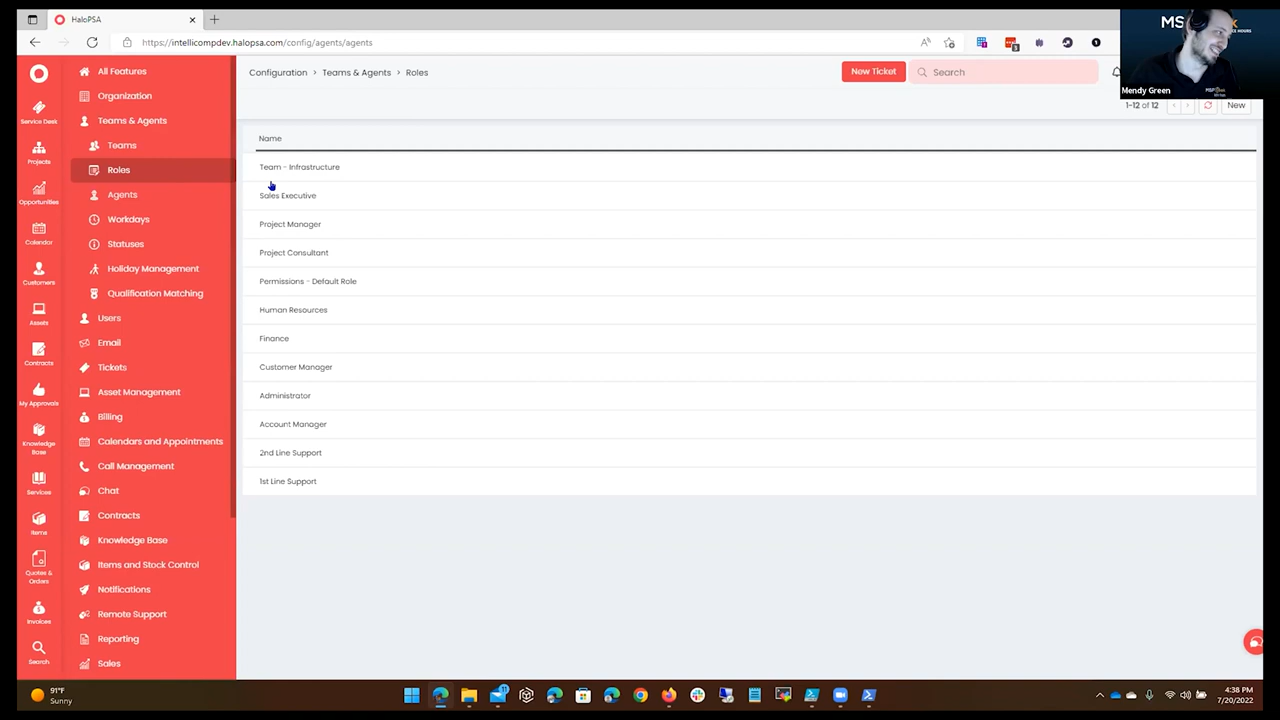 HaloPSA
https://intellicompdev.halopsa.com/config/agents/agents
Mendy Green
Service Desk
Projects
Opportunities
Calendar
Customers
Assets
Contracts
My Approvals
Knowledge
Base
Services
Items
Quotes &
Orders
Invoices
Search
All Features
Organization
Teams & Agents
Teams
Roles
Agents
Workdays
Statuses
Holiday Management
Qualification Matching
Users
Email
Tickets
Asset Management
Billing
Calendars and Appointments
Call Management
Chat
Contracts
Knowledge Base
Items and Stock Control
Notifications
Remote Support
Reporting
Sales
Configuration > Teams & Agents > Roles
New Ticket
Search
1-12 of 12
New
Name
Team - Infrastructure
Sales Executive
Project Manager
Project Consultant
Permissions - Default Role
Human Resources
Finance
Customer Manager
Administrator
Account Manager
2nd Line Support
1st Line Support
91°F
Sunny
4:38 PM
7/20/2022